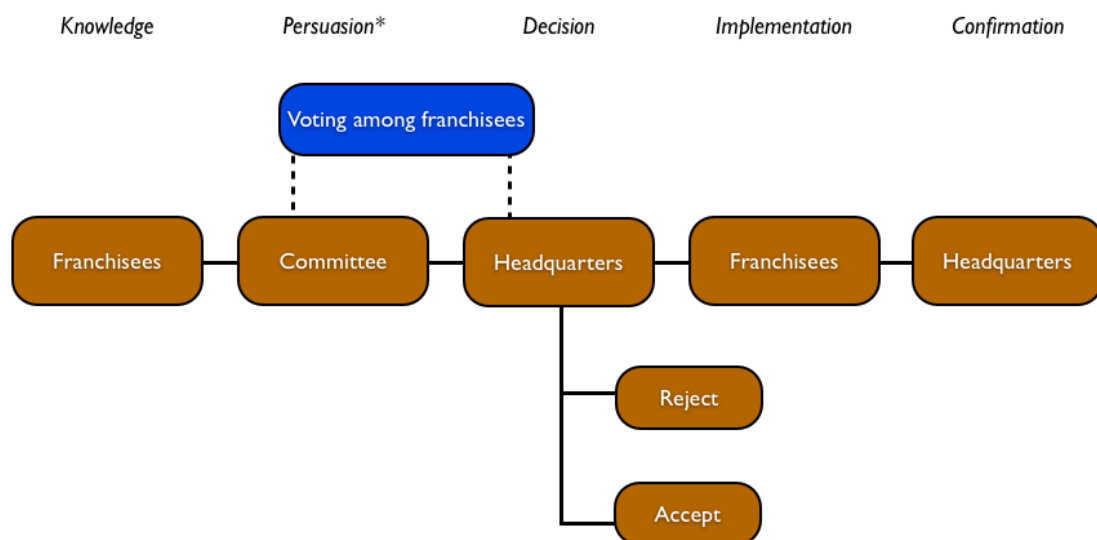 Knowledge Persuasion* Decision Implementation Confirmation
Voting among franchisees
Franchisees Committee Headquarters Franchisees Headquarters
Reject
Accept